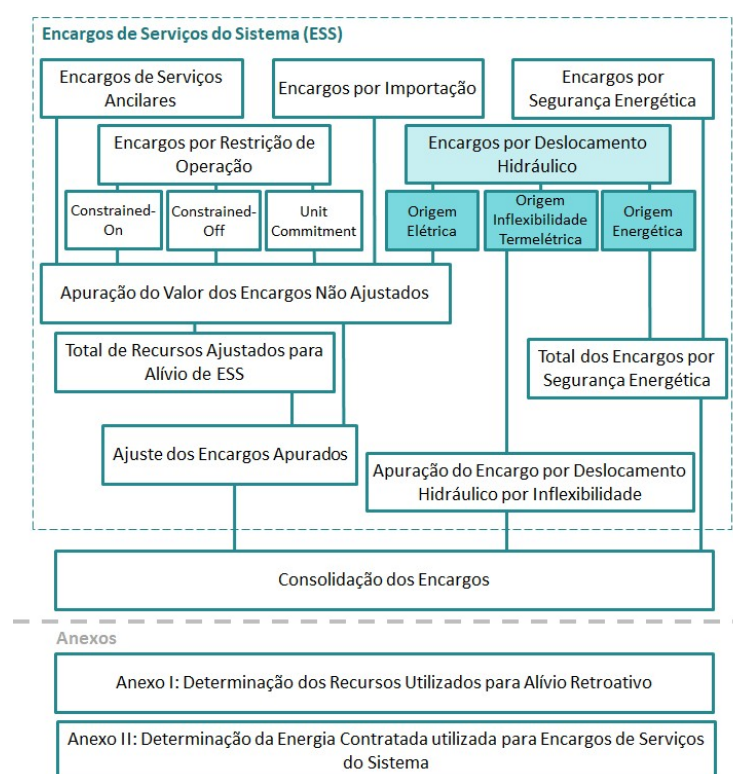 Encargos de Serviços do Sistema (ESS)
Encargos de Serviços
Ancilares
Encargos por Importação
Encargos por
Segurança Energética
Encargos por Restrição de
Operação
Encargos por Deslocamento
Hidráulico
Constrained-
On
Constrained-
Off
Unit
Commitment
Origem
Elétrica
Origem
Inflexibilidade
Termelétrica
Origem
Energética
Apuração do Valor dos Encargos Não Ajustados
Total de Recursos Ajustados para
Alívio de ESS
Total dos Encargos por
Segurança Energética
Ajuste dos Encargos Apurados
Apuração do Encargo por Deslocamento
Hidráulico por Inflexibilidade
Consolidação dos Encargos
Anexos
Anexo I: Determinação dos Recursos Utilizados para Alívio Retroativo
Anexo II: Determinação da Energia Contratada utilizada para Encargos de Serviços
do Sistema